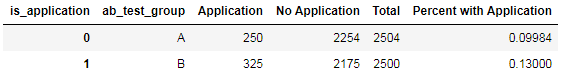 is_application ab_test_group Application No Application Total Percent with Application
0 A 250 2254 2504 0.09984
1 B 325 2175 2500 0.13000